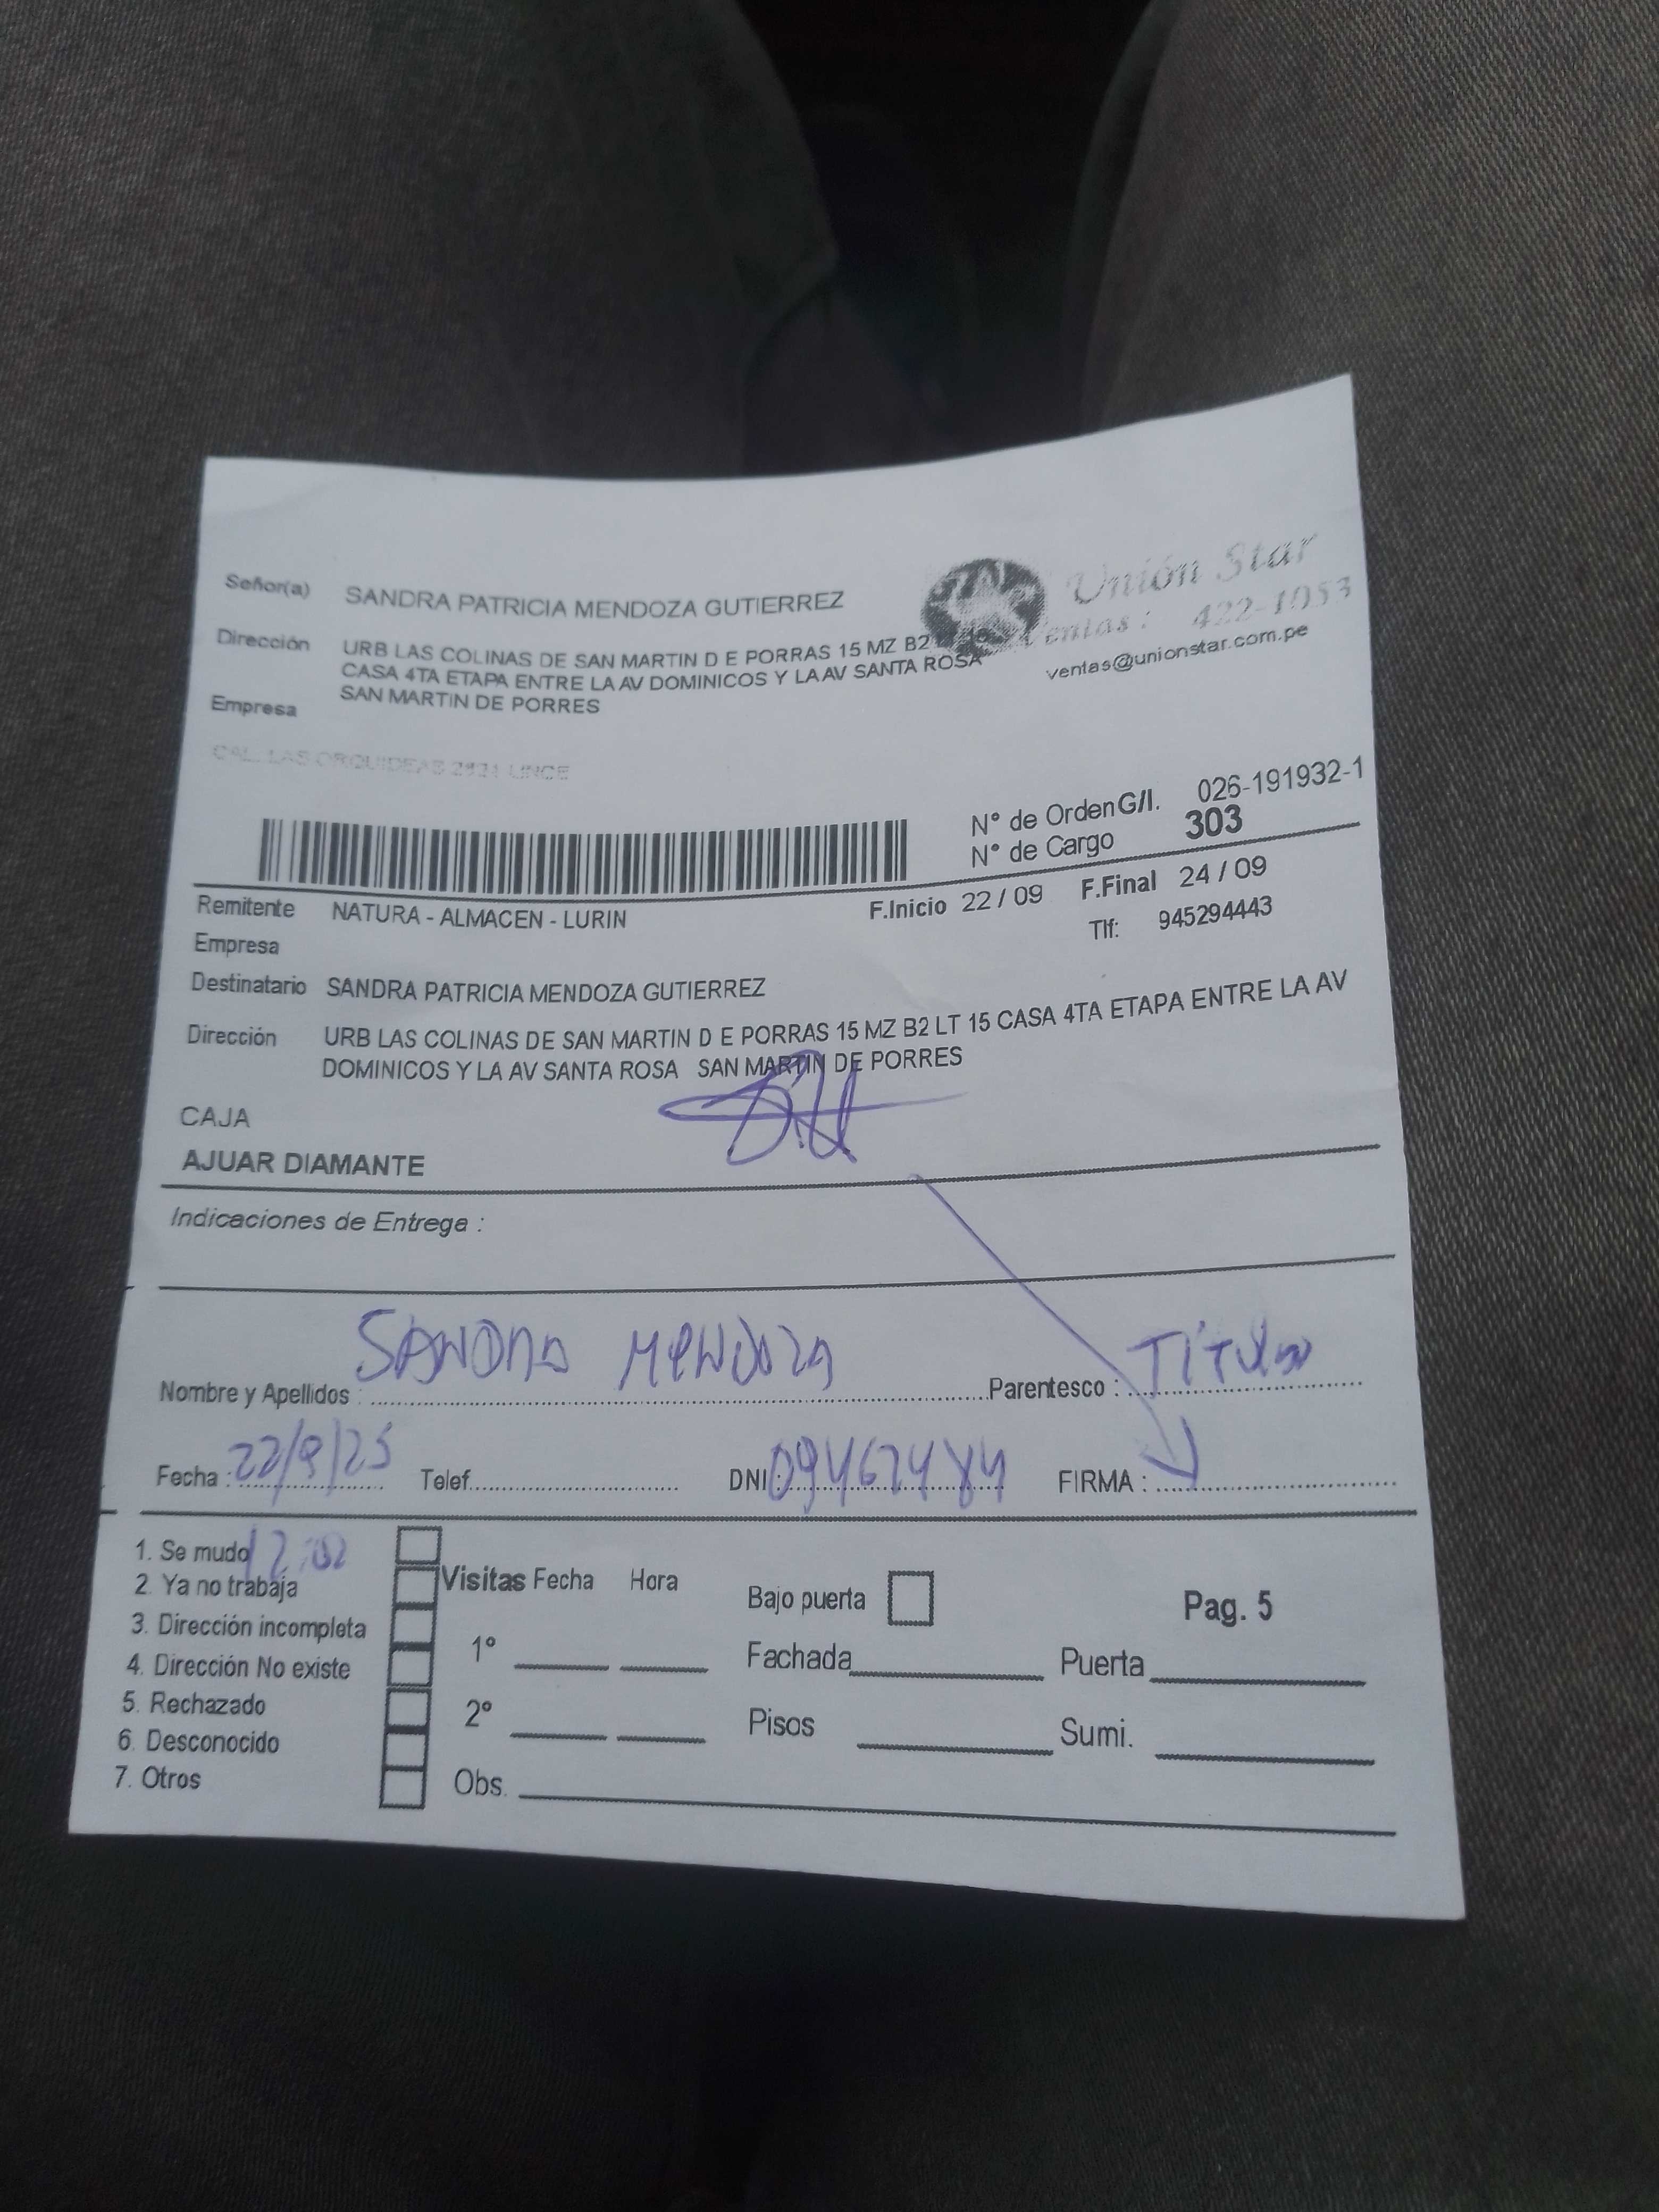 Señor(a) SANDRA PATRICIA MENDOZA GUTIERREZ
Unión Star
Ventas : 422-1053
ventas@unionstar.com.pe
Dirección URB LAS COLINAS DE SAN MARTIN D E PORRAS 15 MZ B2
CASA 4TA ETAPA ENTRE LA AV DOMINICOS Y LA AV SANTA ROSA
SAN MARTIN DE PORRES
Empresa
CAL. LAS ORQUIDEAS LINCE
N° de Orden G/I. 026-191932-1
N° de Cargo 303
Remitente NATURA - ALMACEN - LURIN F.Inicio 22 / 09 F.Final 24 / 09
Empresa Tlf: 945294443
Destinatario SANDRA PATRICIA MENDOZA GUTIERREZ
Dirección URB LAS COLINAS DE SAN MARTIN D E PORRAS 15 MZ B2 LT 15 CASA 4TA ETAPA ENTRE LA AV
DOMINICOS Y LA AV SANTA ROSA SAN MARTIN DE PORRES
CAJA
AJUAR DIAMANTE
Indicaciones de Entrega :
Nombre y Apellidos : SANDRA MENDOZA Parentesco :
Fecha : 22/9/25 Telef. DNI : FIRMA :
1. Se mudo
2. Ya no trabaja
3. Dirección incompleta
4. Dirección No existe
5. Rechazado
6. Desconocido
7. Otros
Visitas Fecha Hora
1°
2°
Obs.
Bajo puerta
Pag. 5
Fachada Puerta
Pisos Sumi.